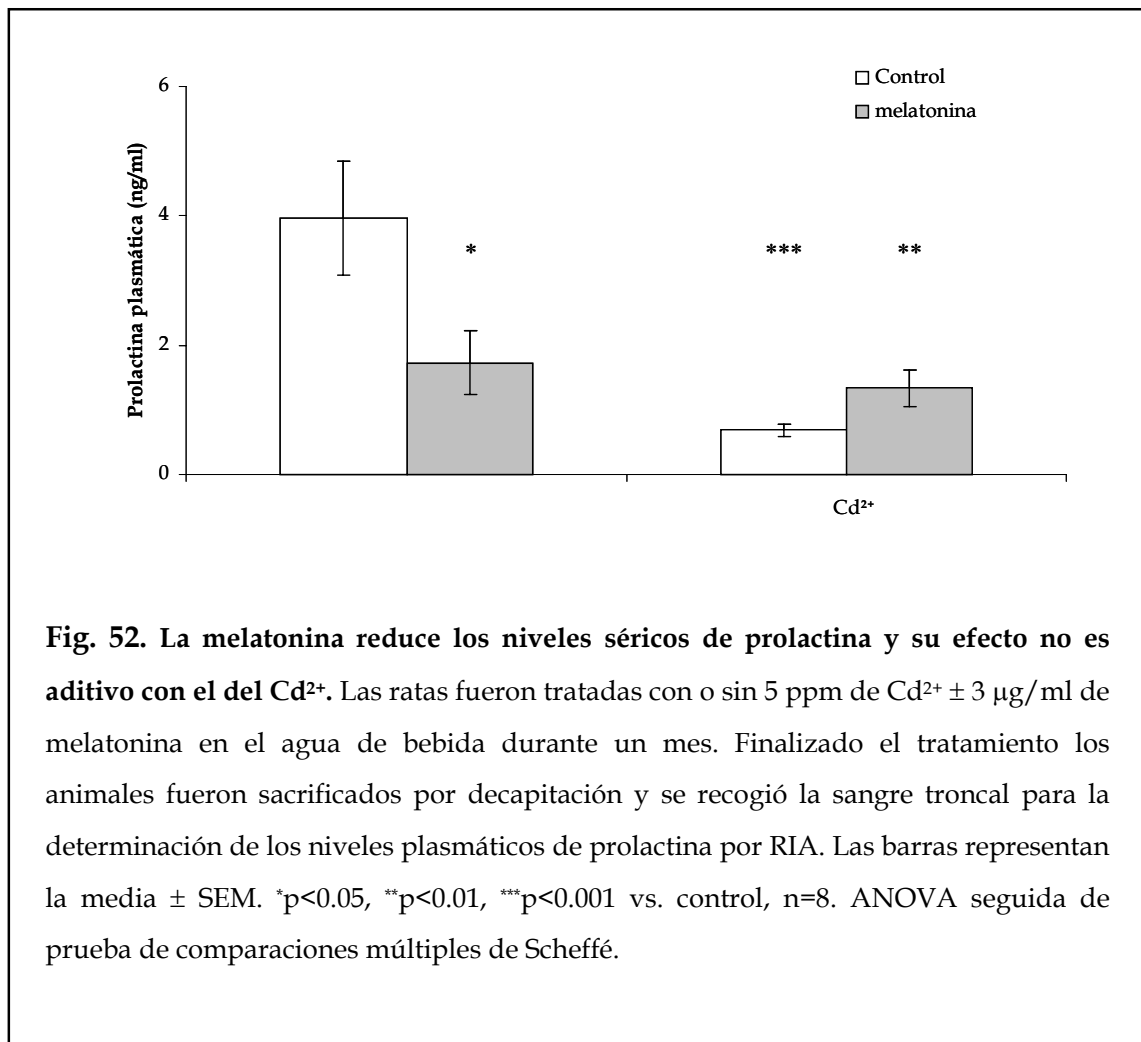 6
Control
melatonina
Prolactina plasmática (ng/ml)
4
*
***
**
2
0
Cd²⁺
Fig. 52. La melatonina reduce los niveles séricos de prolactina y su efecto no es
aditivo con el del Cd²⁺. Las ratas fueron tratadas con o sin 5 ppm de Cd²⁺ ± 3 μg/ml de
melatonina en el agua de bebida durante un mes. Finalizado el tratamiento los
animales fueron sacrificados por decapitación y se recogió la sangre troncal para la
determinación de los niveles plasmáticos de prolactina por RIA. Las barras representan
la media ± SEM. *p<0.05, **p<0.01, ***p<0.001 vs. control, n=8. ANOVA seguida de
prueba de comparaciones múltiples de Scheffé.